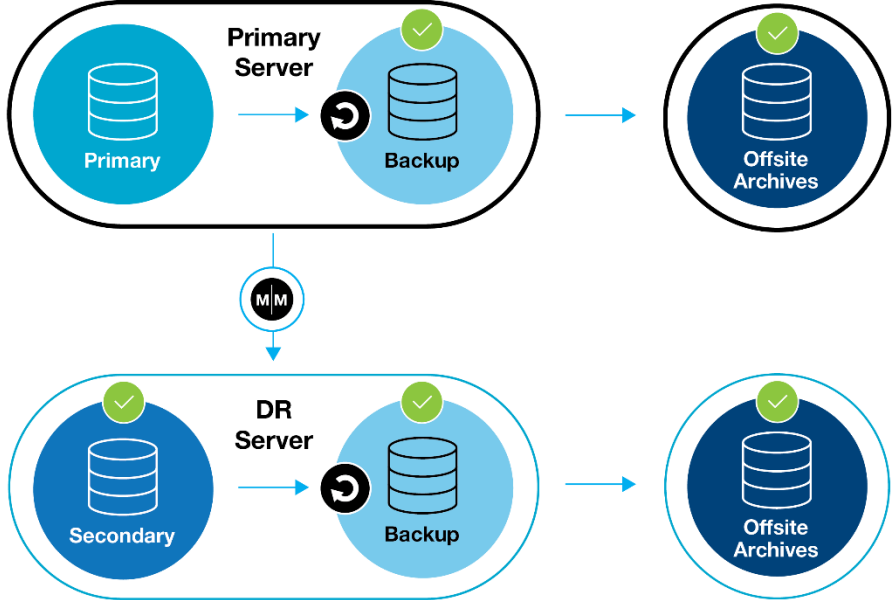 Primary
Server
Primary
Backup
Offsite
Archives
M|M
DR
Server
Secondary
Backup
Offsite
Archives